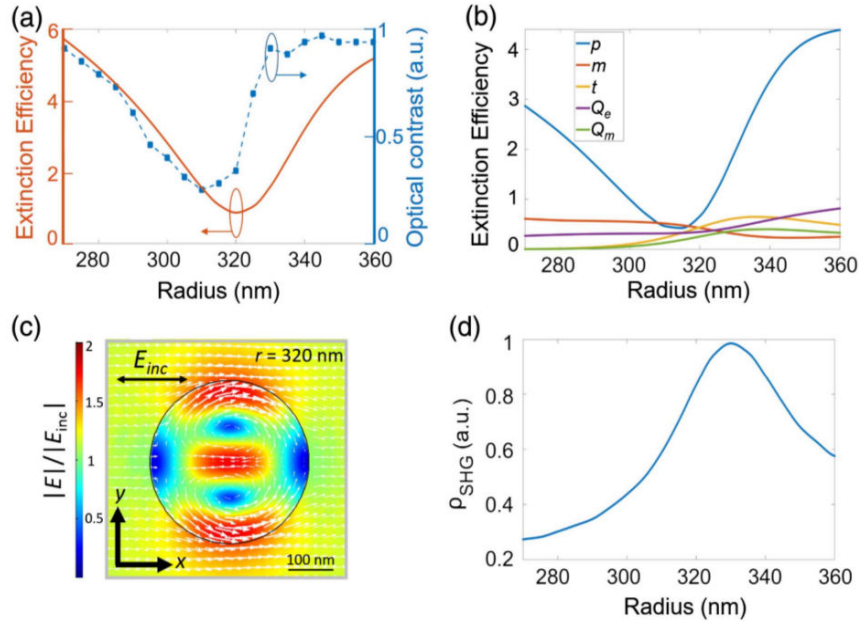 (a)
6
4
2
0
Extinction Efficiency
280 300 320 340 360
Radius (nm)
1
0.5
0
Optical contrast (a.u.)
(b)
4
3
2
1
0
Extinction Efficiency
p
m
t
Qe
Qm
280 300 320 340 360
Radius (nm)
(c)
2
1.5
1
0.5
|E|/|Einc|
Einc
r = 320 nm
y
x
100 nm
(d)
1
0.8
0.6
0.4
0.2
ρSHG (a.u.)
280 300 320 340 360
Radius (nm)